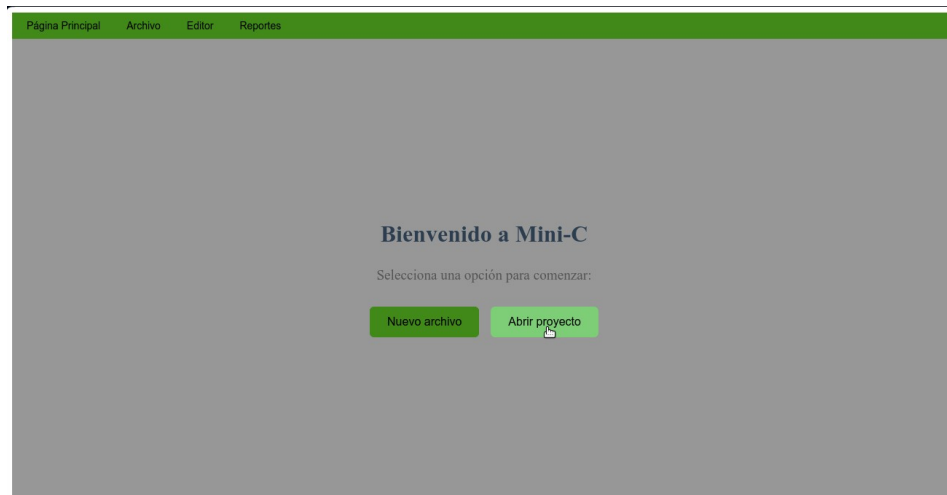 Página Principal Archivo Editor Reportes
Bienvenido a Mini-C
Selecciona una opción para comenzar:
Nuevo archivo Abrir proyecto